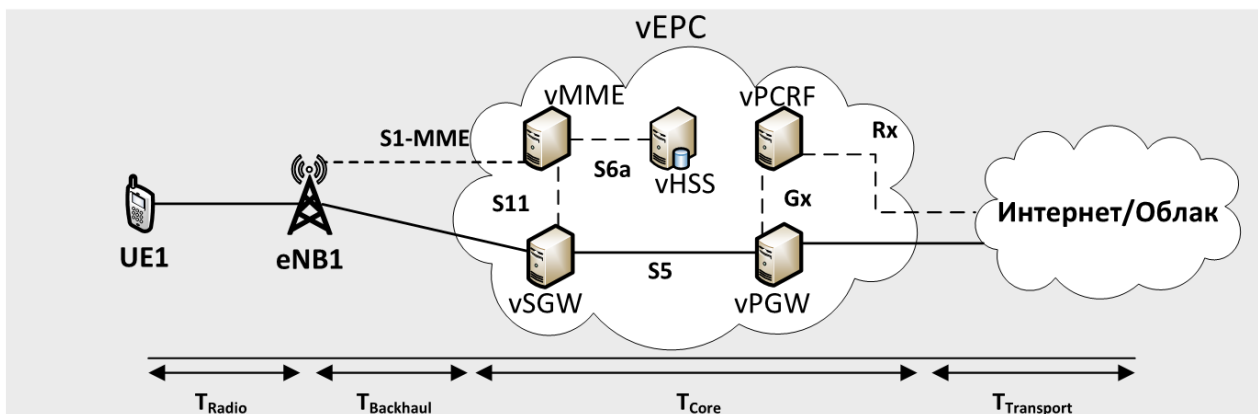 vEPC
vMME
vPCRF
S1-MME
Rx
S6a
vHSS
S11
Gx
Интернет/Облак
UE1
eNB1
S5
vSGW
vPGW
TRadio
TBackhaul
TCore
TTransport